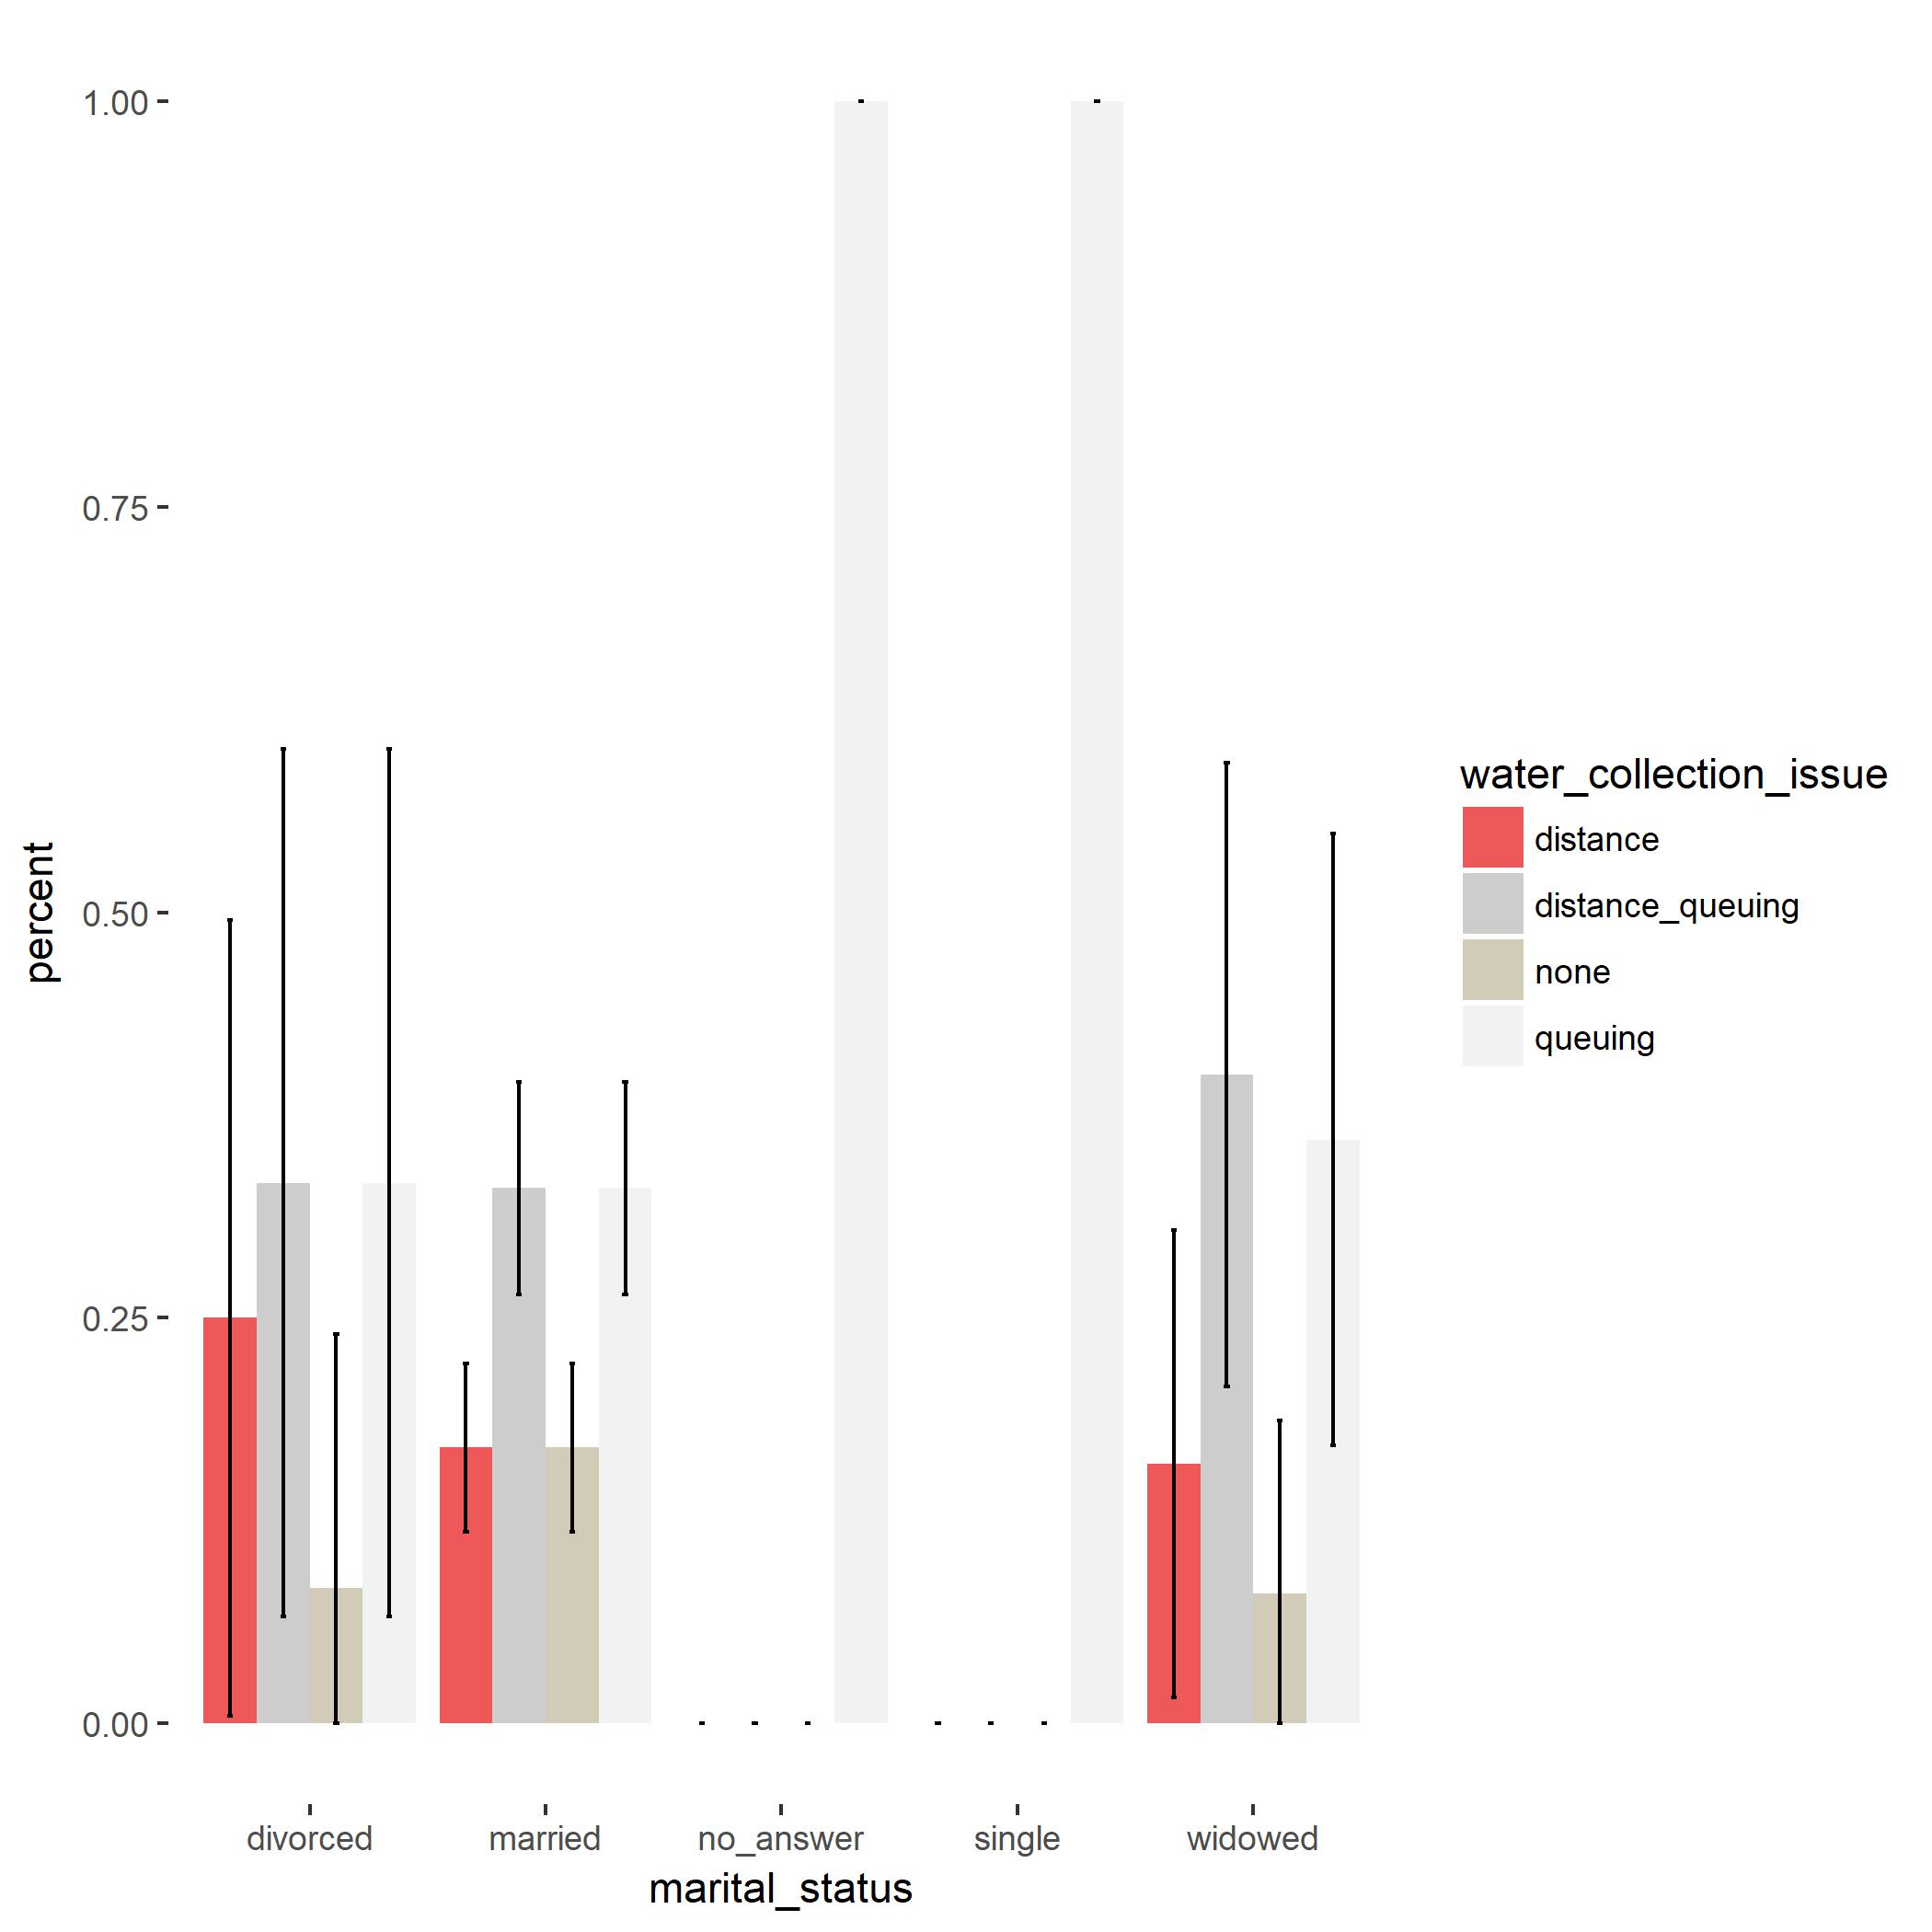 percent
1.00
0.75
0.50
0.25
0.00
divorced married no_answer single widowed
marital_status
water_collection_issue
distance
distance_queuing
none
queuing